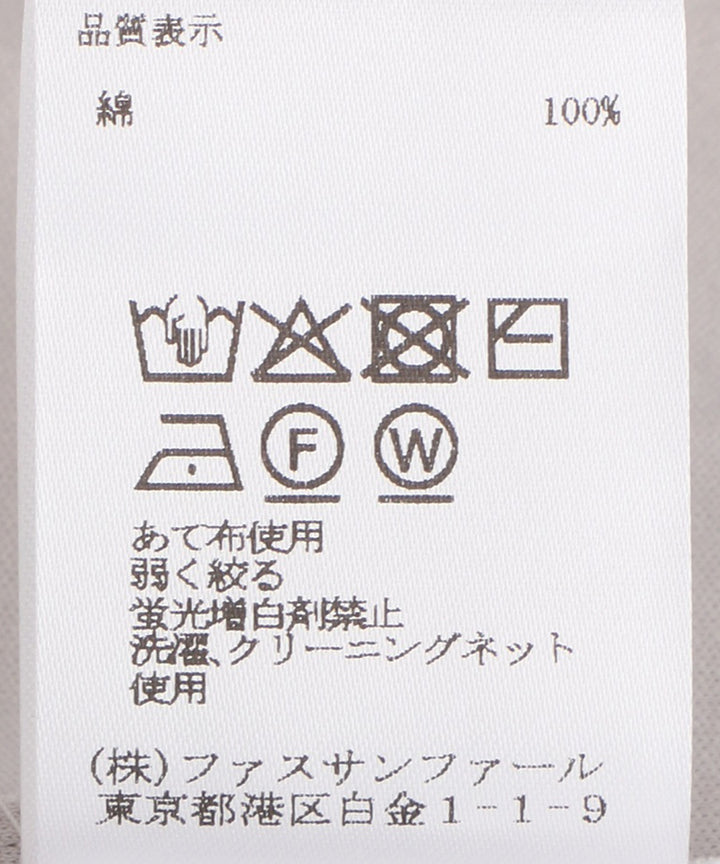 品質表示
綿 100%
F W
あて布使用
弱く絞る
蛍光増白剤禁止
洗濯、クリーニングネット
使用
(株)ファスサンファール
東京都港区白金1-1-9